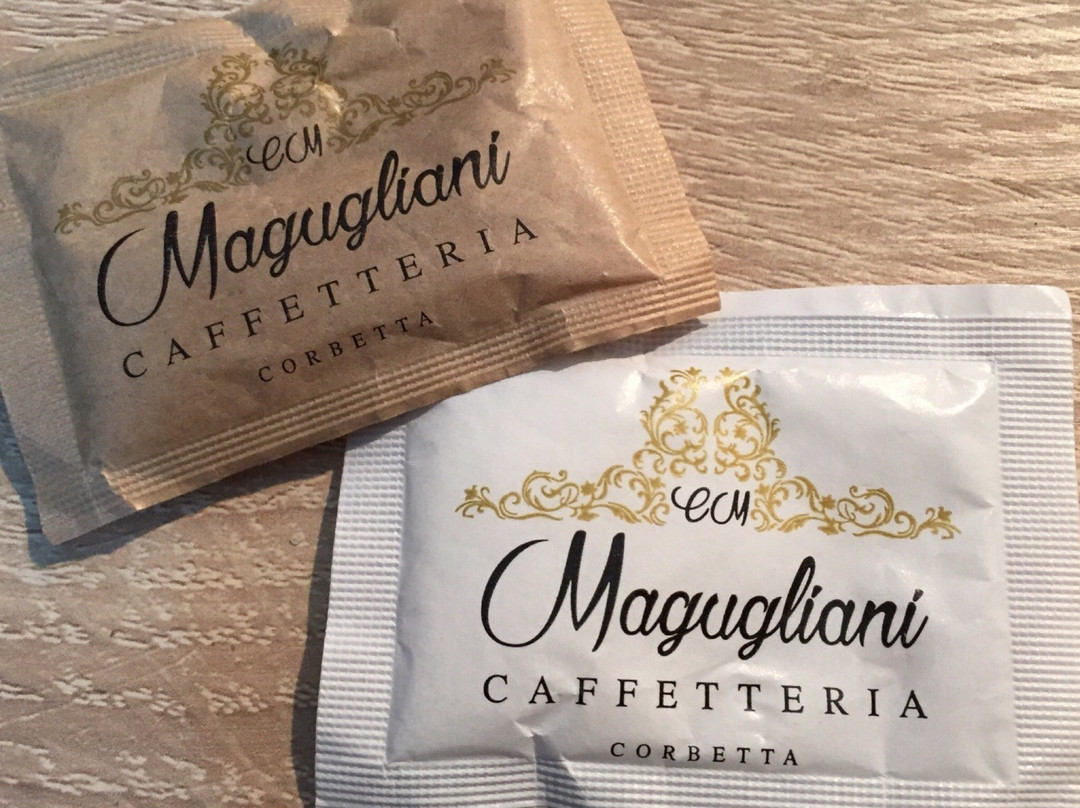 CM
Magugliani
CAFFETTERIA
CORBETTA
CM
Magugliani
CAFFETTERIA
CORBETTA